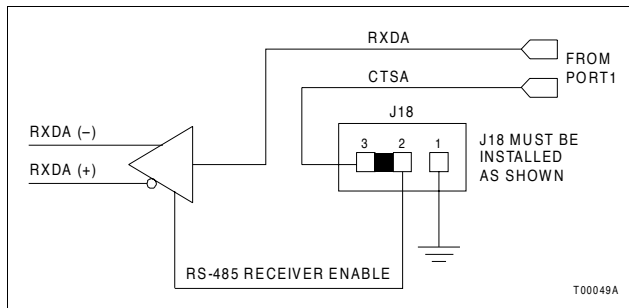 RXDA
FROM
PORT1
CTSA
J18
3 2 1
J18 MUST BE
INSTALLED
AS SHOWN
RXDA (–)
RXDA (+)
RS-485 RECEIVER ENABLE
T00049A